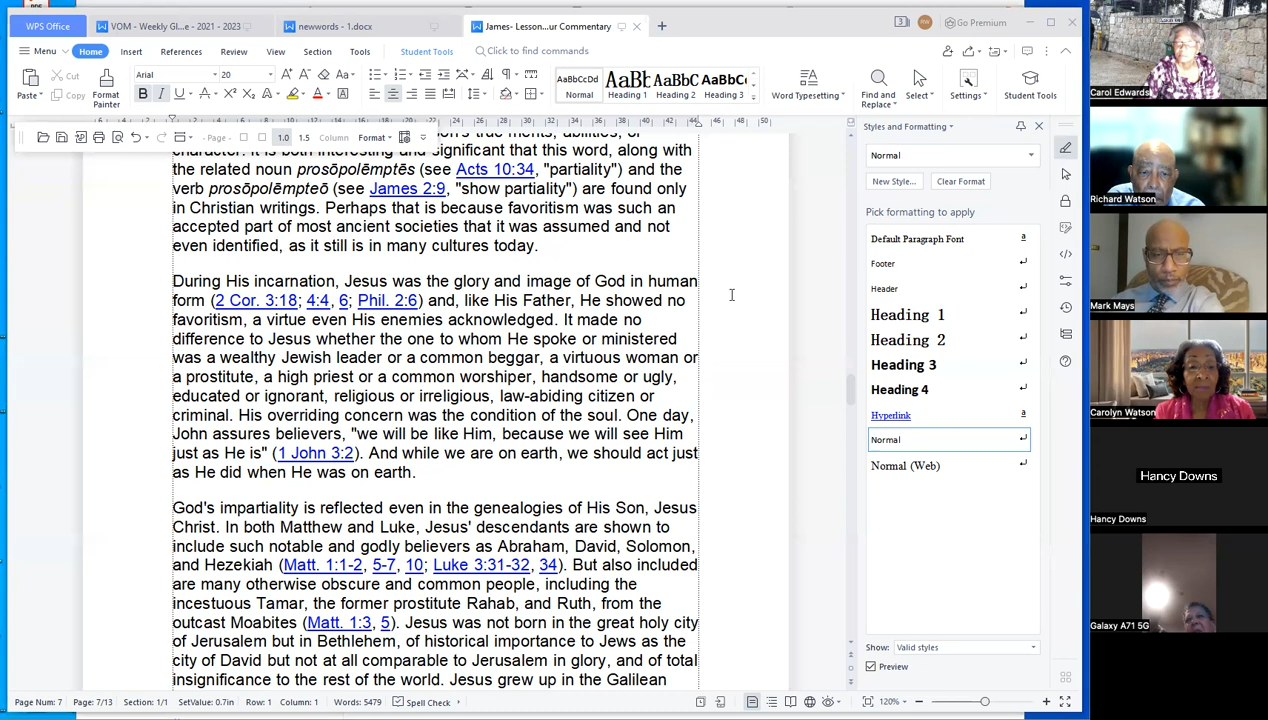 WPS Office
VOM - Weekly Gl...e - 2021 - 2023
newwords - 1.docx
James- Lesson...ur Commentary
Go Premium
Menu
Home
Insert
References
Review
View
Section
Tools
Student Tools
Click to find commands
Paste
Cut
Copy
Format
Painter
Arial
20
AaBbCcDd
Normal
AaBb
Heading 1
AaBbC
Heading 2
AaBbC
Heading 3
Word Typesetting
Find and
Replace
Select
Settings
Student Tools
- Page -
1.0
1.5
Column
Format
character. It is both interesting and significant that this word, along with
the related noun prosōpolēmptēs (see Acts 10:34, "partiality") and the
verb prosōpolēmpteō (see James 2:9, "show partiality") are found only
in Christian writings. Perhaps that is because favoritism was such an
accepted part of most ancient societies that it was assumed and not
even identified, as it still is in many cultures today.
During His incarnation, Jesus was the glory and image of God in human
form (2 Cor. 3:18; 4:4, 6; Phil. 2:6) and, like His Father, He showed no
favoritism, a virtue even His enemies acknowledged. It made no
difference to Jesus whether the one to whom He spoke or ministered
was a wealthy Jewish leader or a common beggar, a virtuous woman or
a prostitute, a high priest or a common worshiper, handsome or ugly,
educated or ignorant, religious or irreligious, law-abiding citizen or
criminal. His overriding concern was the condition of the soul. One day,
John assures believers, "we will be like Him, because we will see Him
just as He is" (1 John 3:2). And while we are on earth, we should act just
as He did when He was on earth.
God's impartiality is reflected even in the genealogies of His Son, Jesus
Christ. In both Matthew and Luke, Jesus' descendants are shown to
include such notable and godly believers as Abraham, David, Solomon,
and Hezekiah (Matt. 1:1-2, 5-7, 10; Luke 3:31-32, 34). But also included
are many otherwise obscure and common people, including the
incestuous Tamar, the former prostitute Rahab, and Ruth, from the
outcast Moabites (Matt. 1:3, 5). Jesus was not born in the great holy city
of Jerusalem but in Bethlehem, of historical importance to Jews as the
city of David but not at all comparable to Jerusalem in glory, and of total
insignificance to the rest of the world. Jesus grew up in the Galilean
Styles and Formatting
Normal
New Style...
Clear Format
Pick formatting to apply
Default Paragraph Font
Footer
Header
Heading 1
Heading 2
Heading 3
Heading 4
Hyperlink
Normal
Normal (Web)
Show:
Valid styles
Preview
Page Num: 7
Page: 7/13
Section: 1/1
SetValue: 0.7in
Row: 1
Column: 1
Words: 5479
Spell Check
120%
Carol Edwards
Richard Watson
Mark Mays
Carolyn Watson
Hancy Downs
Hancy Downs
Galaxy A71 5G